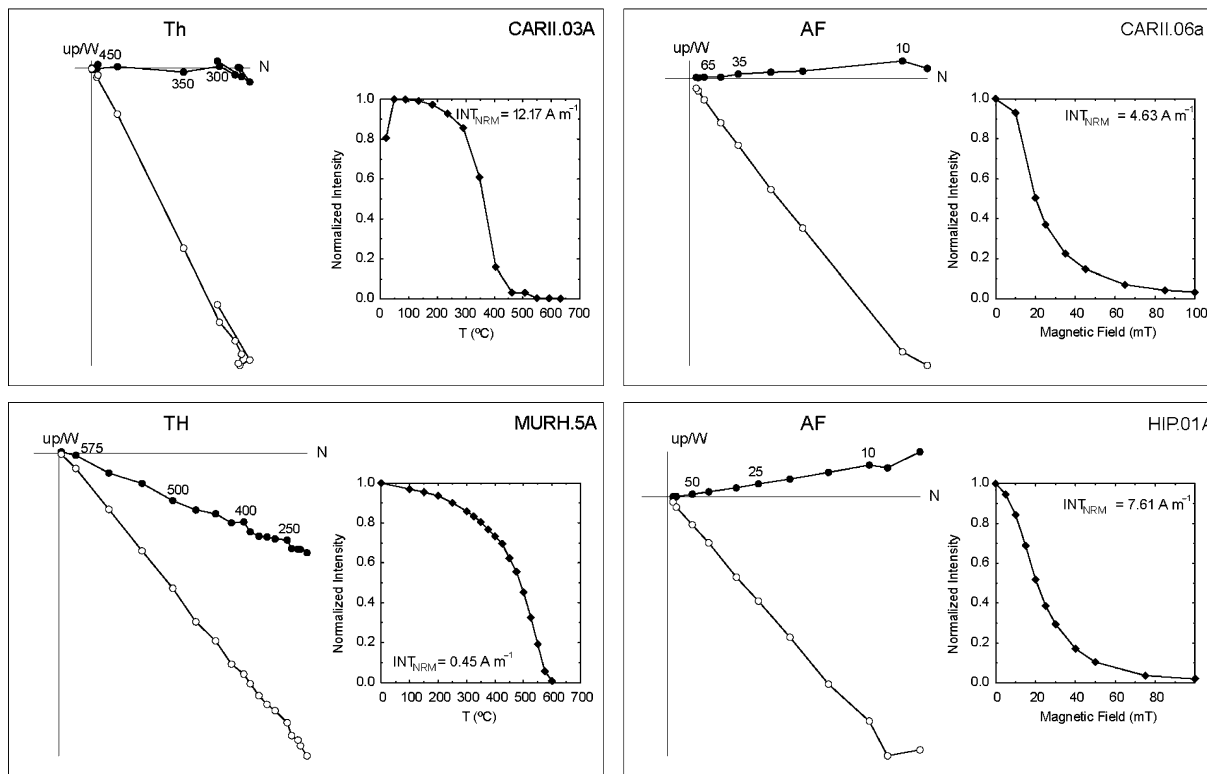 Th CARII.03A
up/W
450
N
350 300
INT_NRM = 12.17 A m⁻¹
Normalized Intensity
1.0
0.8
0.6
0.4
0.2
0.0
0 100 200 300 400 500 600 700
T (ºC)
AF CARII.06a
up/W
65 35 10
N
INT_NRM = 4.63 A m⁻¹
Normalized Intensity
1.0
0.8
0.6
0.4
0.2
0.0
0 20 40 60 80 100
Magnetic Field (mT)
TH MURH.5A
up/W
575
N
500 400 250
INT_NRM = 0.45 A m⁻¹
Normalized Intensity
1.0
0.8
0.6
0.4
0.2
0.0
0 100 200 300 400 500 600 700
T (ºC)
AF HIP.01A
up/W
50 25 10
N
INT_NRM = 7.61 A m⁻¹
Normalized Intensity
1.0
0.8
0.6
0.4
0.2
0.0
0 20 40 60 mT 100
Magnetic Field (mT)